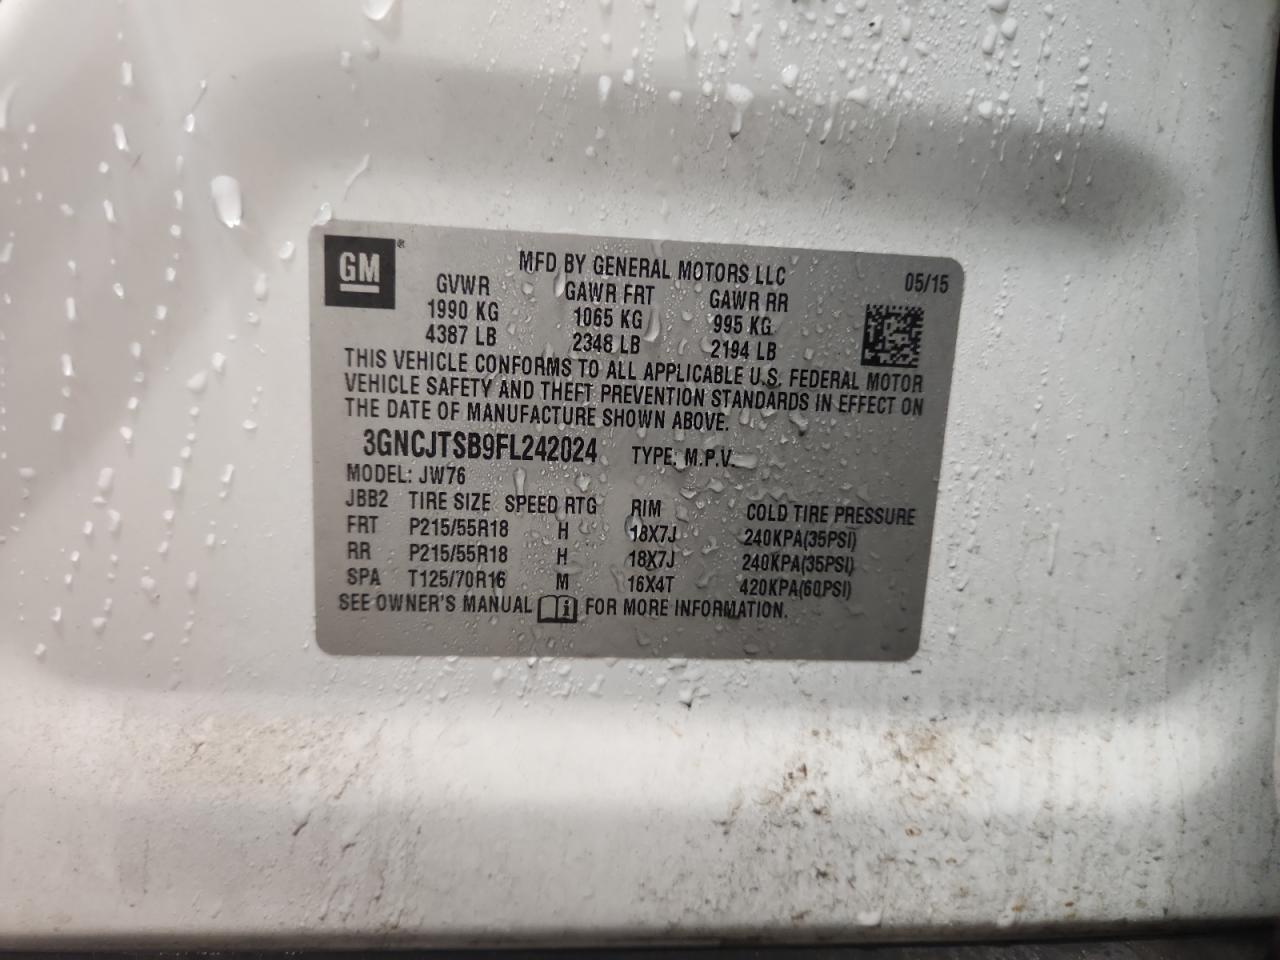 GM®
MFD BY GENERAL MOTORS LLC 05/15
GVWR GAWR FRT GAWR RR
1990 KG 1065 KG 995 KG
4387 LB 2348 LB 2194 LB
THIS VEHICLE CONFORMS TO ALL APPLICABLE U.S. FEDERAL MOTOR
VEHICLE SAFETY AND THEFT PREVENTION STANDARDS IN EFFECT ON
THE DATE OF MANUFACTURE SHOWN ABOVE.
3GNCJTSB9FL242024 TYPE: M.P.V.
MODEL: JW76
JBB2 TIRE SIZE SPEED RTG RIM COLD TIRE PRESSURE
FRT P215/55R18 H 18X7J 240KPA(35PSI)
RR P215/55R18 H 18X7J 240KPA(35PSI)
SPA T125/70R16 M 16X4T 420KPA(60PSI)
SEE OWNER'S MANUAL i FOR MORE INFORMATION.